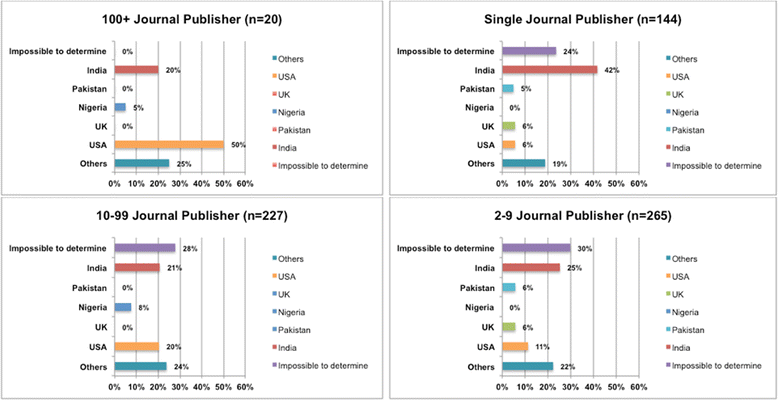 100+ Journal Publisher (n=20)
Impossible to determine 0%
India 20%
Pakistan 0%
Nigeria 5%
UK 0%
USA 50%
Others 25%
0% 10% 20% 30% 40% 50% 60%
Others
USA
UK
Nigeria
Pakistan
India
Impossible to determine
Single Journal Publisher (n=144)
Impossible to determine 24%
India 42%
Pakistan 5%
Nigeria 0%
UK 6%
USA 6%
Others 19%
0% 10% 20% 30% 40% 50% 60%
Others
USA
UK
Nigeria
Pakistan
India
Impossible to determine
10-99 Journal Publisher (n=227)
Impossible to determine 28%
India 21%
Pakistan 0%
Nigeria 8%
UK 0%
USA 20%
Others 24%
0% 10% 20% 30% 40% 50% 60%
Others
USA
UK
Nigeria
Pakistan
India
Impossible to determine
2-9 Journal Publisher (n=265)
Impossible to determine 30%
India 25%
Pakistan 6%
Nigeria 0%
UK 6%
USA 11%
Others 22%
0% 10% 20% 30% 40% 50% 60%
Others
USA
UK
Nigeria
Pakistan
India
Impossible to determine